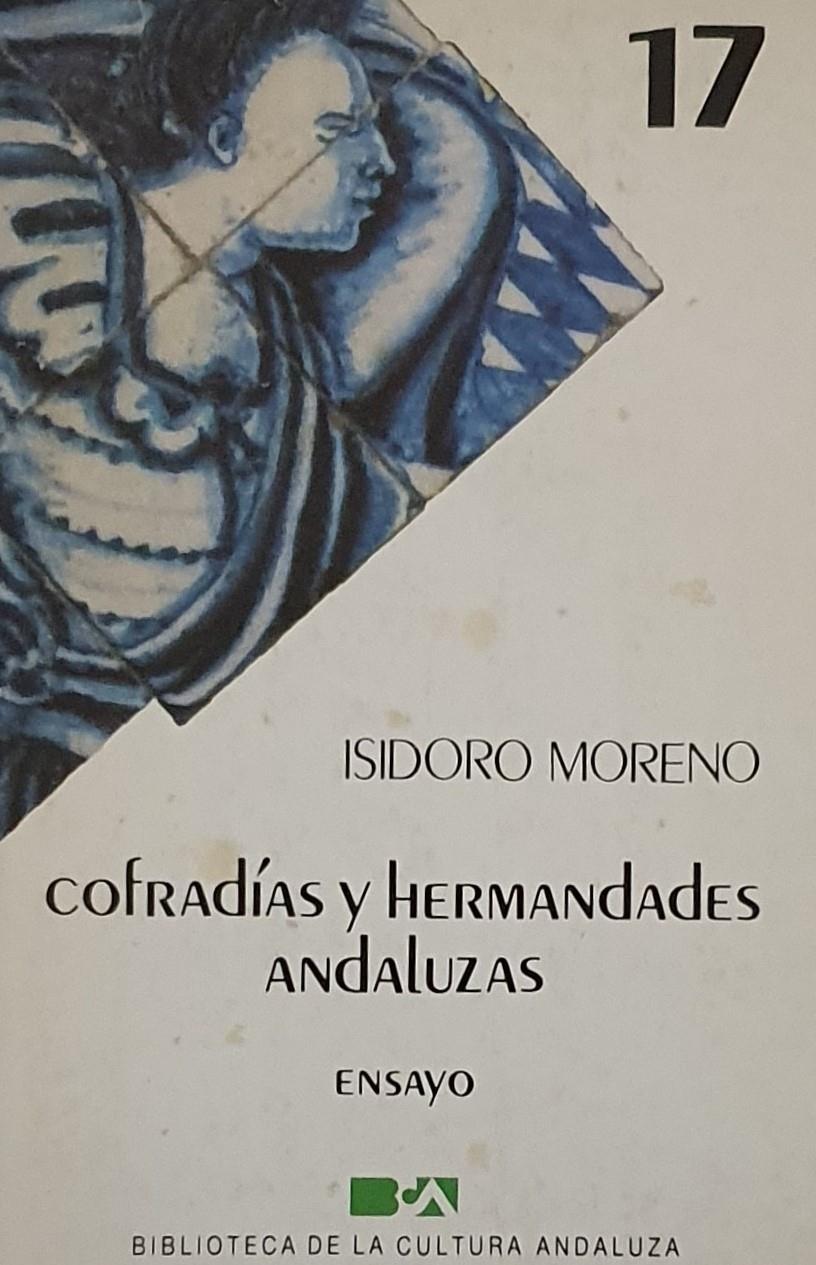 17
ISIDORO MORENO
cofradías y hermandades
andaluzas
ENSAYO
BCA
BIBLIOTECA DE LA CULTURA ANDALUZA